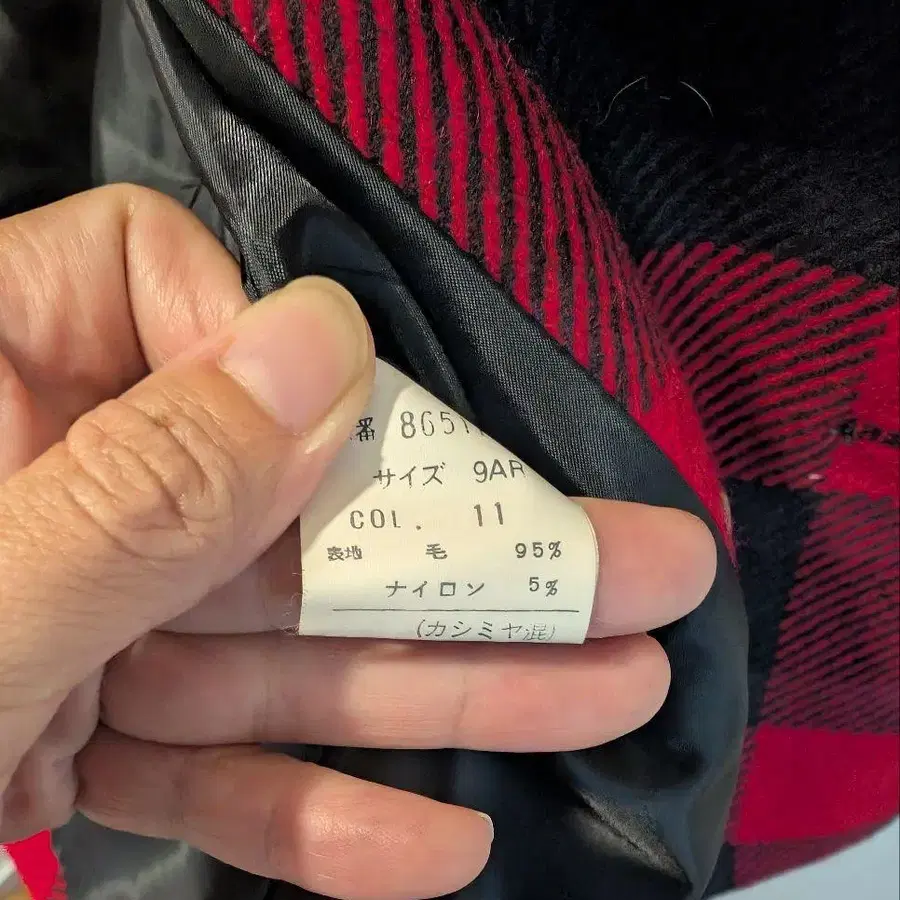 番 865
サイズ 9AR
COL. 11
表地 毛 95%
ナイロン 5%
(カシミヤ混)